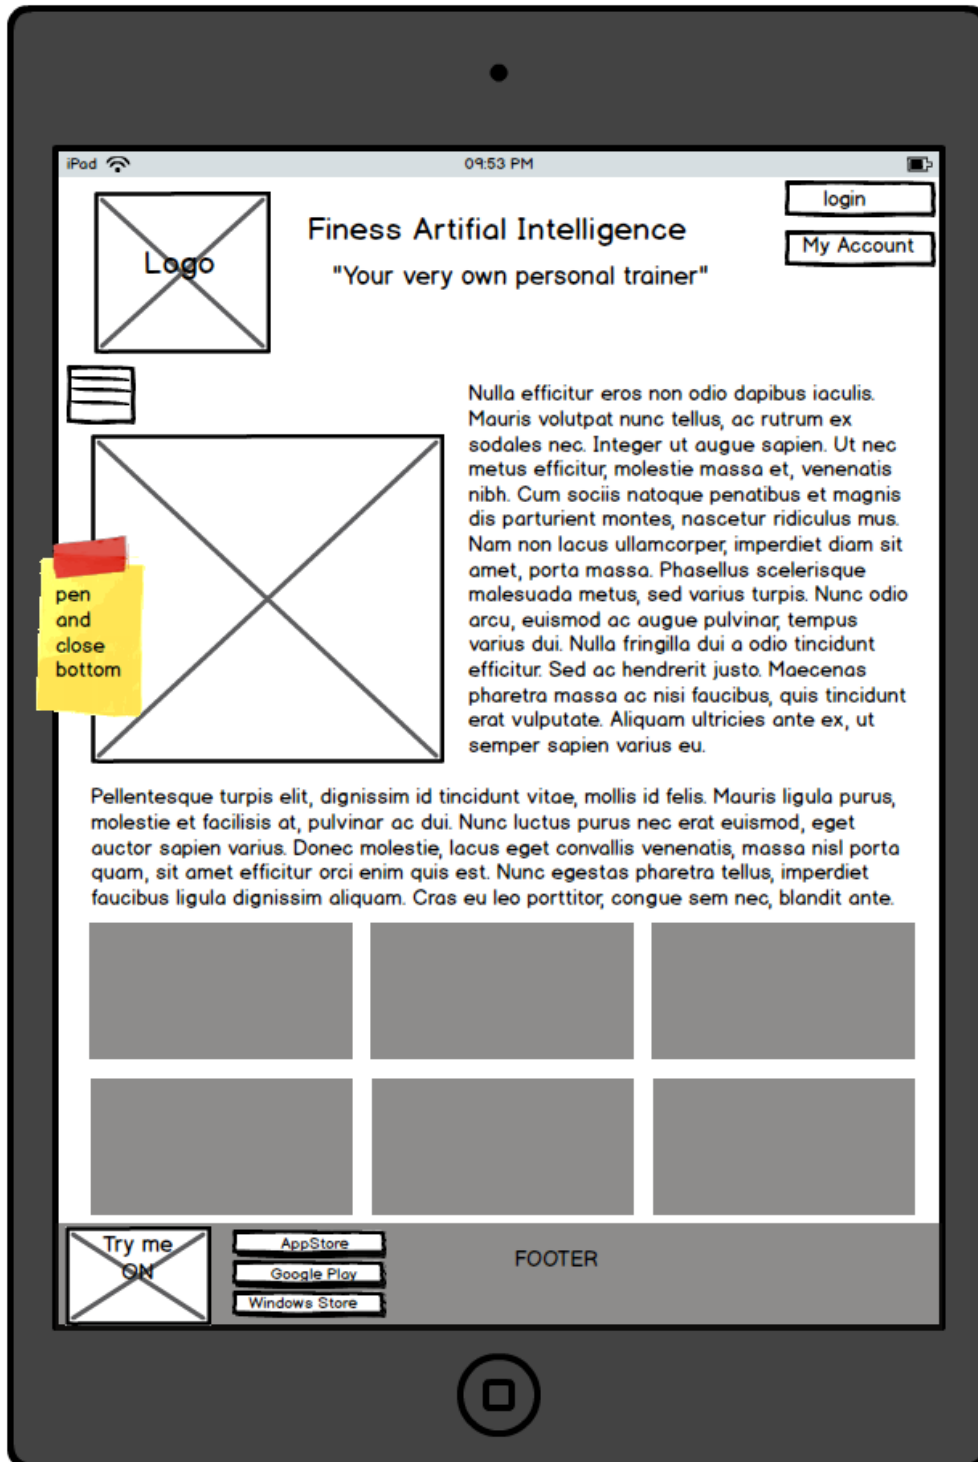 iPad
09:53 PM
Logo
Finess Artifial Intelligence
"Your very own personal trainer"
login
My Account
Nulla efficitur eros non odio dapibus iaculis.
Mauris volutpat nunc tellus, ac rutrum ex
sodales nec. Integer ut augue sapien. Ut nec
metus efficitur, molestie massa et, venenatis
nibh. Cum sociis natoque penatibus et magnis
dis parturient montes, nascetur ridiculus mus.
Nam non lacus ullamcorper, imperdiet diam sit
amet, porta massa. Phasellus scelerisque
malesuada metus, sed varius turpis. Nunc odio
arcu, euismod ac augue pulvinar, tempus
varius dui. Nulla fringilla dui a odio tincidunt
efficitur. Sed ac hendrerit justo. Maecenas
pharetra massa ac nisi faucibus, quis tincidunt
erat vulputate. Aliquam ultricies ante ex, ut
semper sapien varius eu.
pen
and
close
bottom
Pellentesque turpis elit, dignissim id tincidunt vitae, mollis id felis. Mauris ligula purus,
molestie et facilisis at, pulvinar ac dui. Nunc luctus purus nec erat euismod, eget
auctor sapien varius. Donec molestie, lacus eget convallis venenatis, massa nisl porta
quam, sit amet efficitur orci enim quis est. Nunc egestas pharetra tellus, imperdiet
faucibus ligula dignissim aliquam. Cras eu leo porttitor, congue sem nec, blandit ante.
Try me
ON
AppStore
Google Play
Windows Store
FOOTER